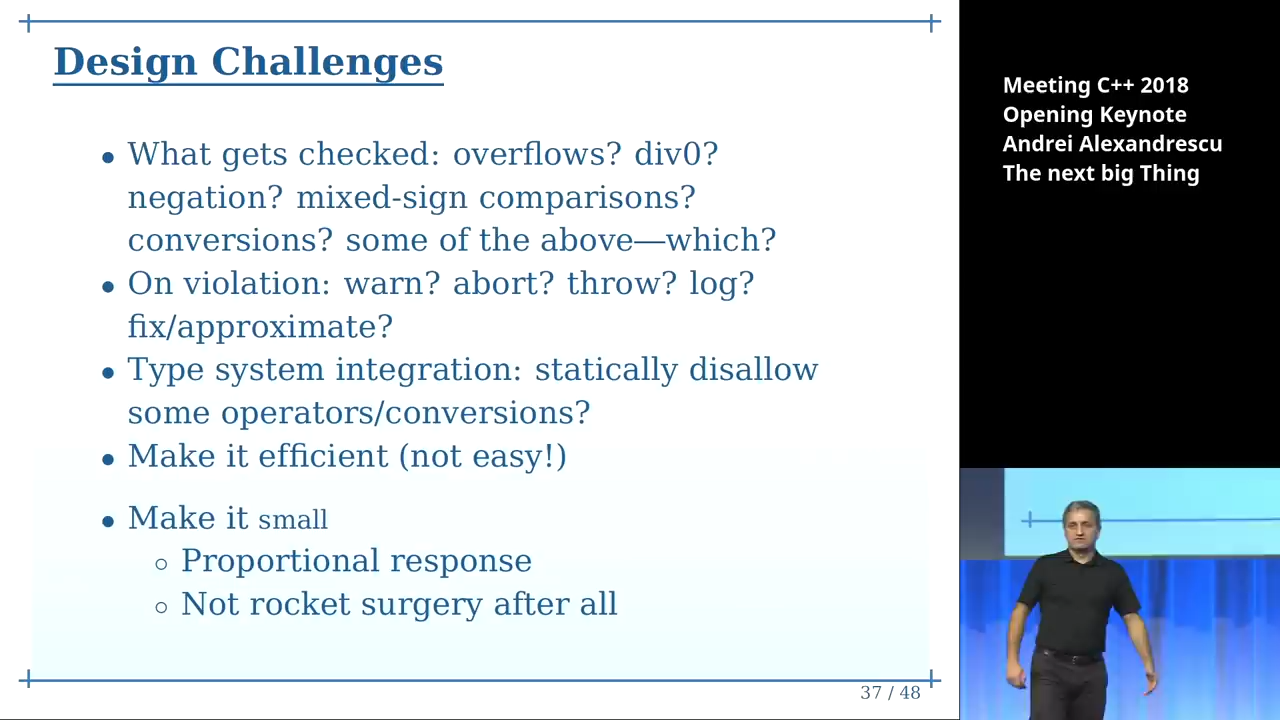 Design Challenges
• What gets checked: overflows? div0?
negation? mixed-sign comparisons?
conversions? some of the above—which?
• On violation: warn? abort? throw? log?
fix/approximate?
• Type system integration: statically disallow
some operators/conversions?
• Make it efficient (not easy!)
• Make it small
○ Proportional response
○ Not rocket surgery after all
37 / 48
Meeting C++ 2018
Opening Keynote
Andrei Alexandrescu
The next big Thing